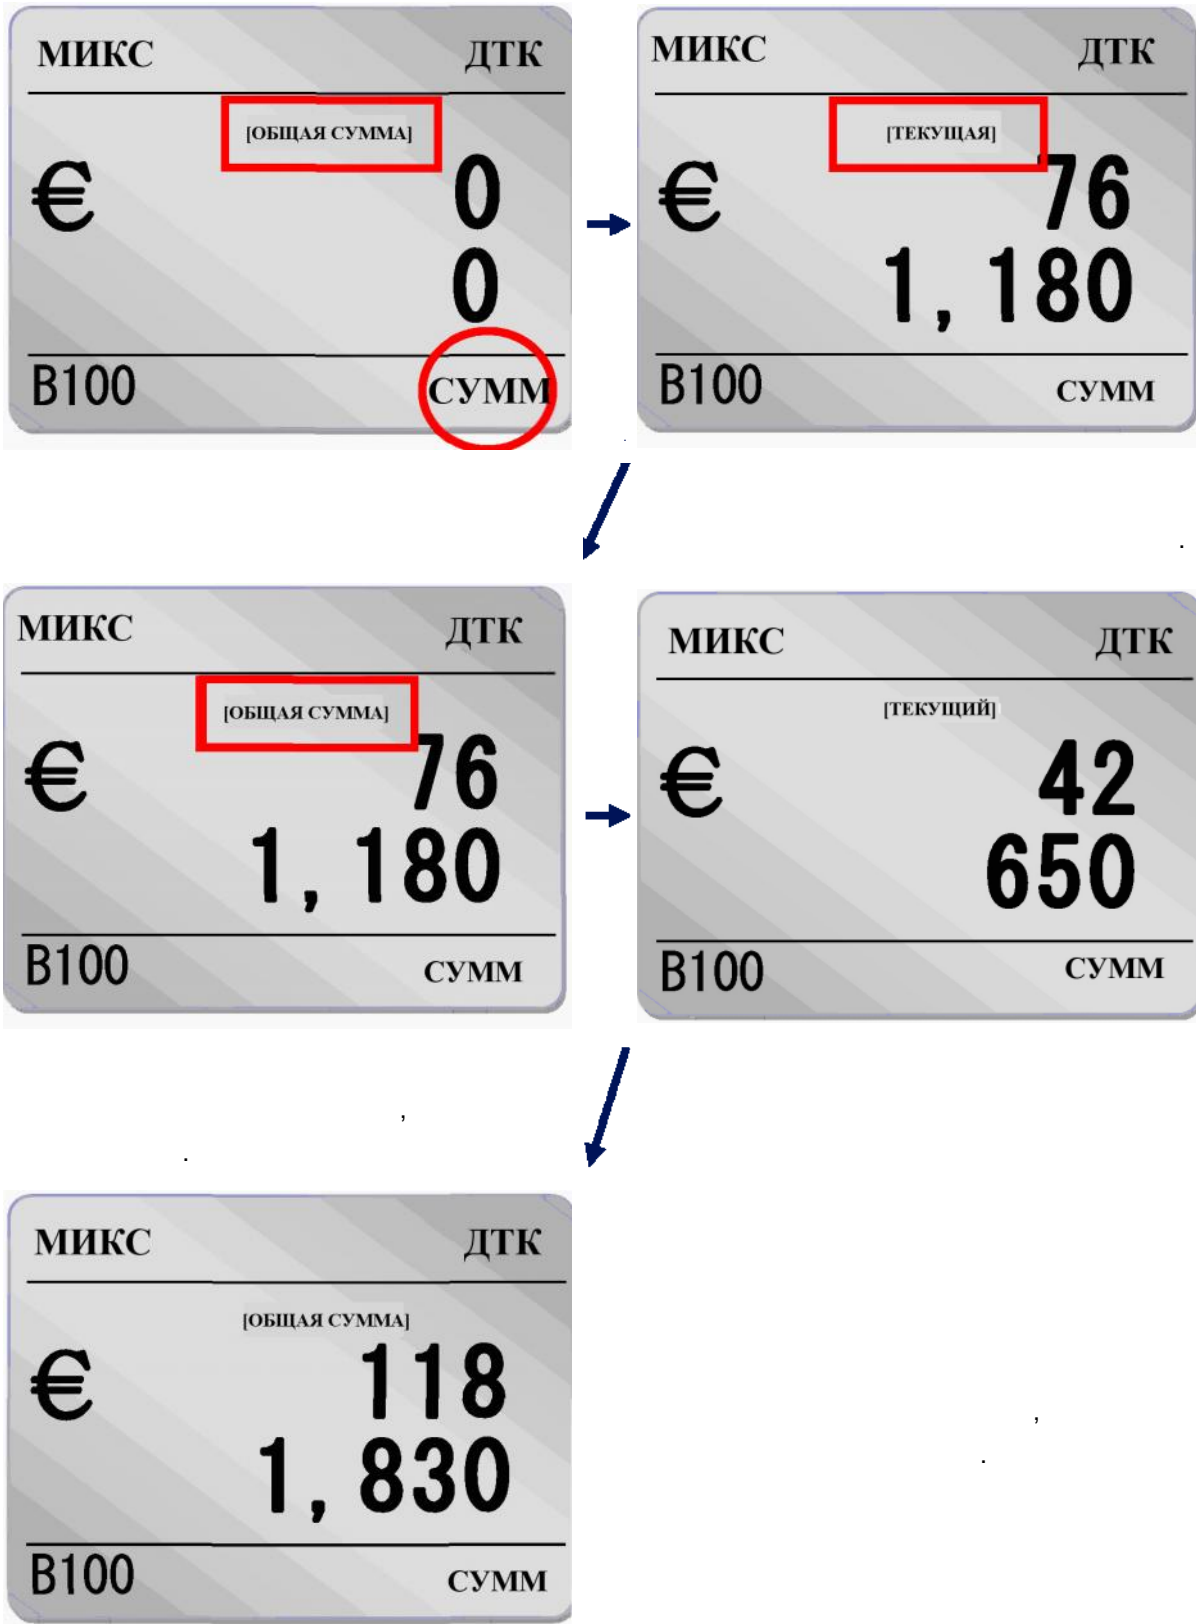 МИКС ДТК
[ОБЩАЯ СУММА]
€ 0
0
B100 СУММ
МИКС ДТК
[ТЕКУЩАЯ]
€ 76
1,180
B100 СУММ
.
МИКС ДТК
[ОБЩАЯ СУММА]
€ 76
1,180
B100 СУММ
МИКС ДТК
[ТЕКУЩИЙ]
€ 42
650
B100 СУММ
,
.
МИКС ДТК
[ОБЩАЯ СУММА]
€ 118
1,830
B100 СУММ
,
.